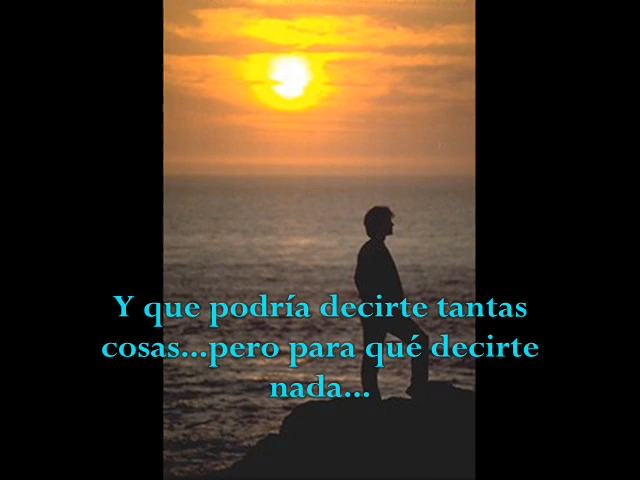 Y que podría decirte tantas
cosas...pero para qué decirte
nada...